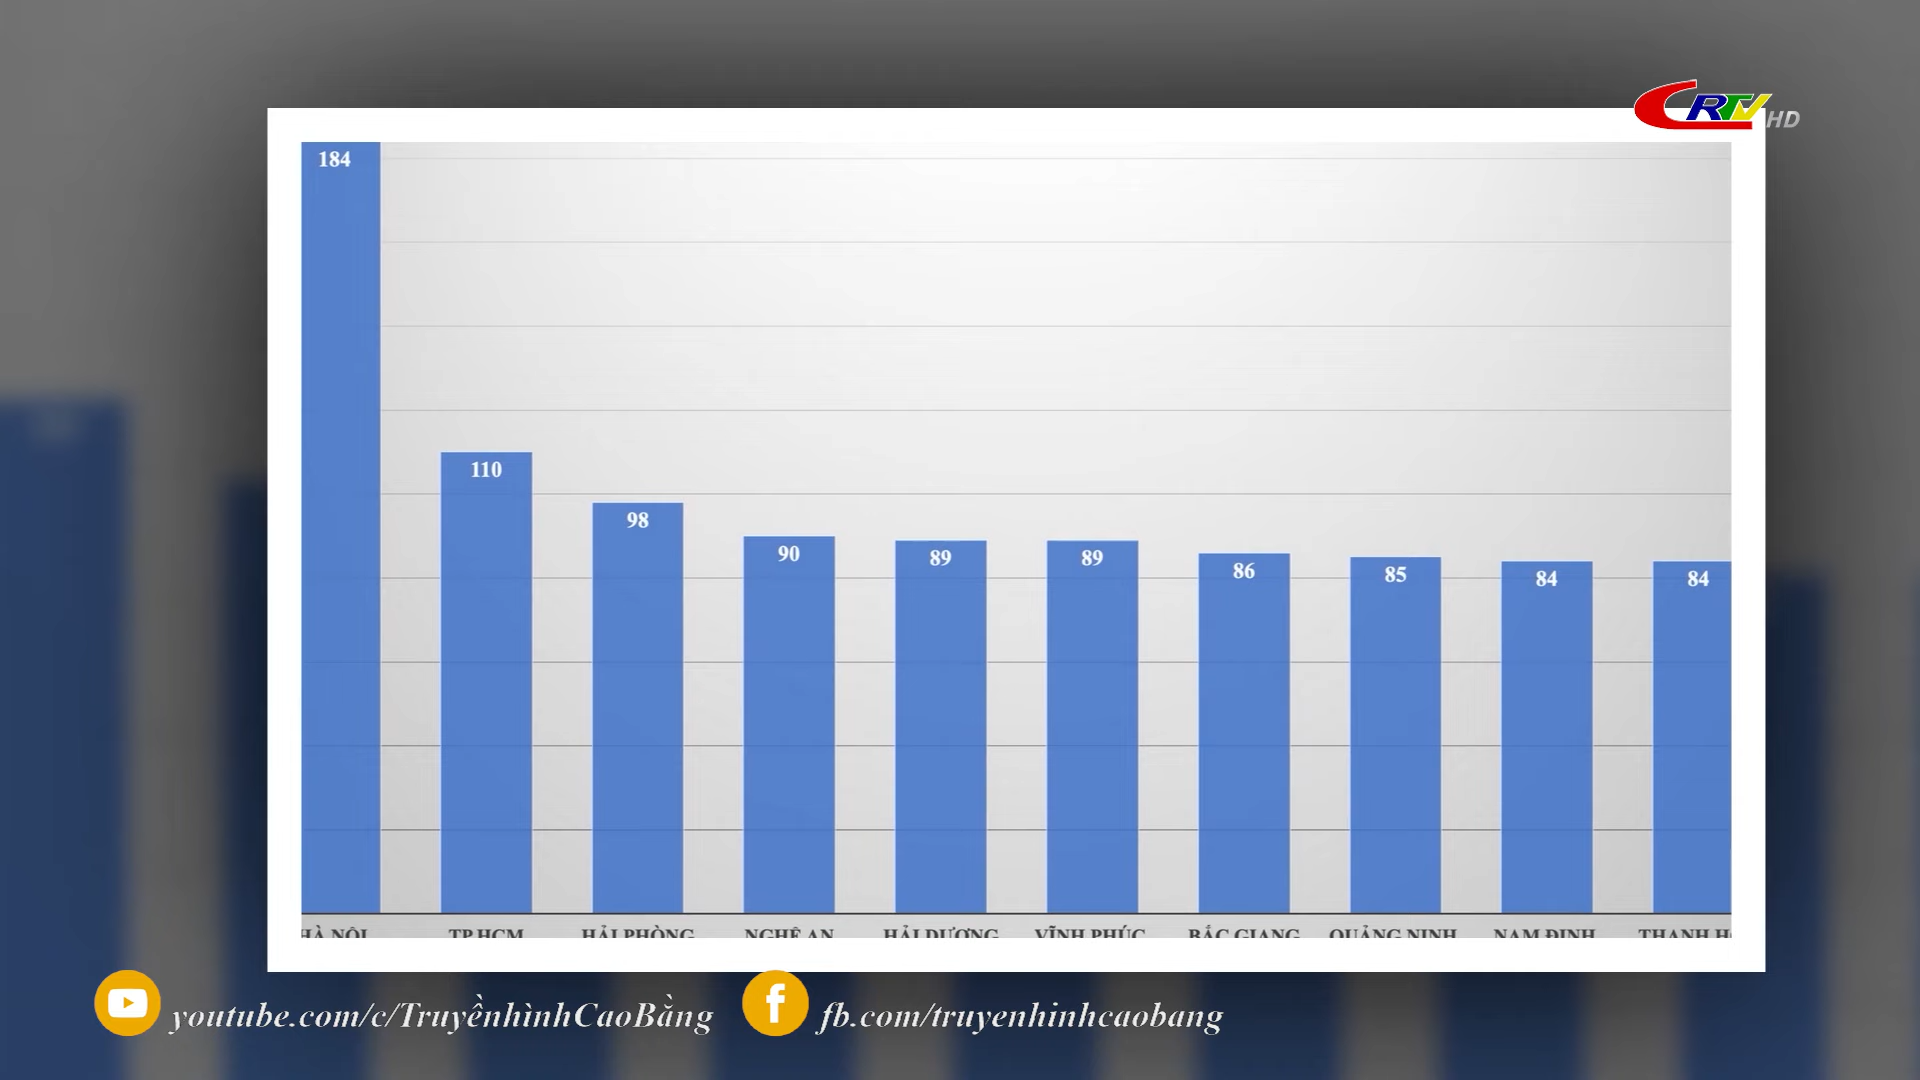 CRTV HD
184
110
98
90
89
89
86
85
84
84
HÀ NỘI
TP.HCM
HẢI PHÒNG
NGHỆ AN
HẢI DƯƠNG
VĨNH PHÚC
BẮC GIANG
QUẢNG NINH
NAM ĐỊNH
THANH
youtube.com/c/TruyềnhìnhCaoBằng
fb.com/truyenhinhcaobang